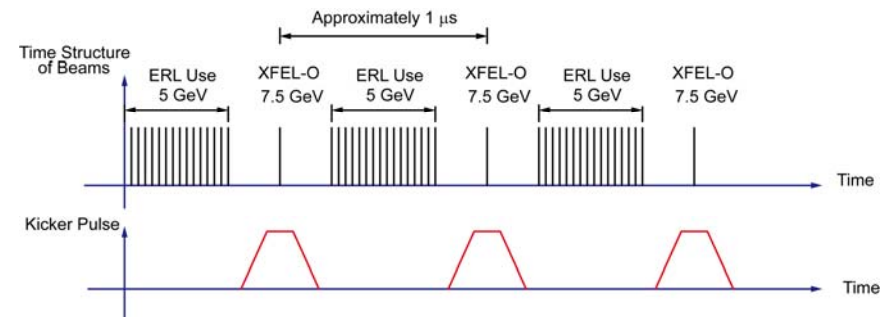 Approximately 1 μs
Time Structure
of Beams
ERL Use
5 GeV
XFEL-O
7.5 GeV
ERL Use
5 GeV
XFEL-O
7.5 GeV
ERL Use
5 GeV
XFEL-O
7.5 GeV
Time
Kicker Pulse
Time